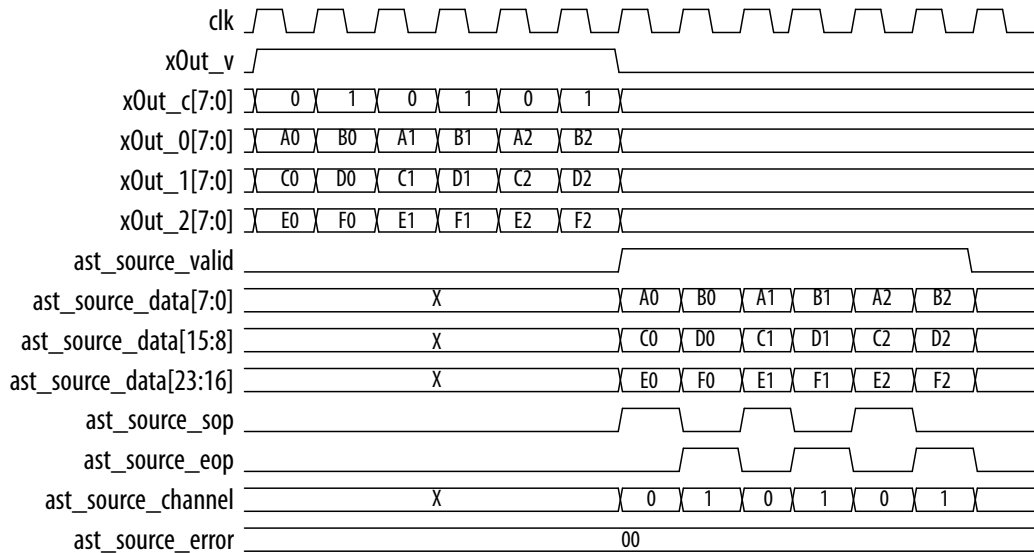 clk
xOut_v
xOut_c[7:0] 0 1 0 1 0 1
xOut_0[7:0] A0 B0 A1 B1 A2 B2
xOut_1[7:0] C0 D0 C1 D1 C2 D2
xOut_2[7:0] E0 F0 E1 F1 E2 F2
ast_source_valid
ast_source_data[7:0] X A0 B0 A1 B1 A2 B2
ast_source_data[15:8] X C0 D0 C1 D1 C2 D2
ast_source_data[23:16] X E0 F0 E1 F1 E2 F2
ast_source_sop
ast_source_eop
ast_source_channel X 0 1 0 1 0 1
ast_source_error 00